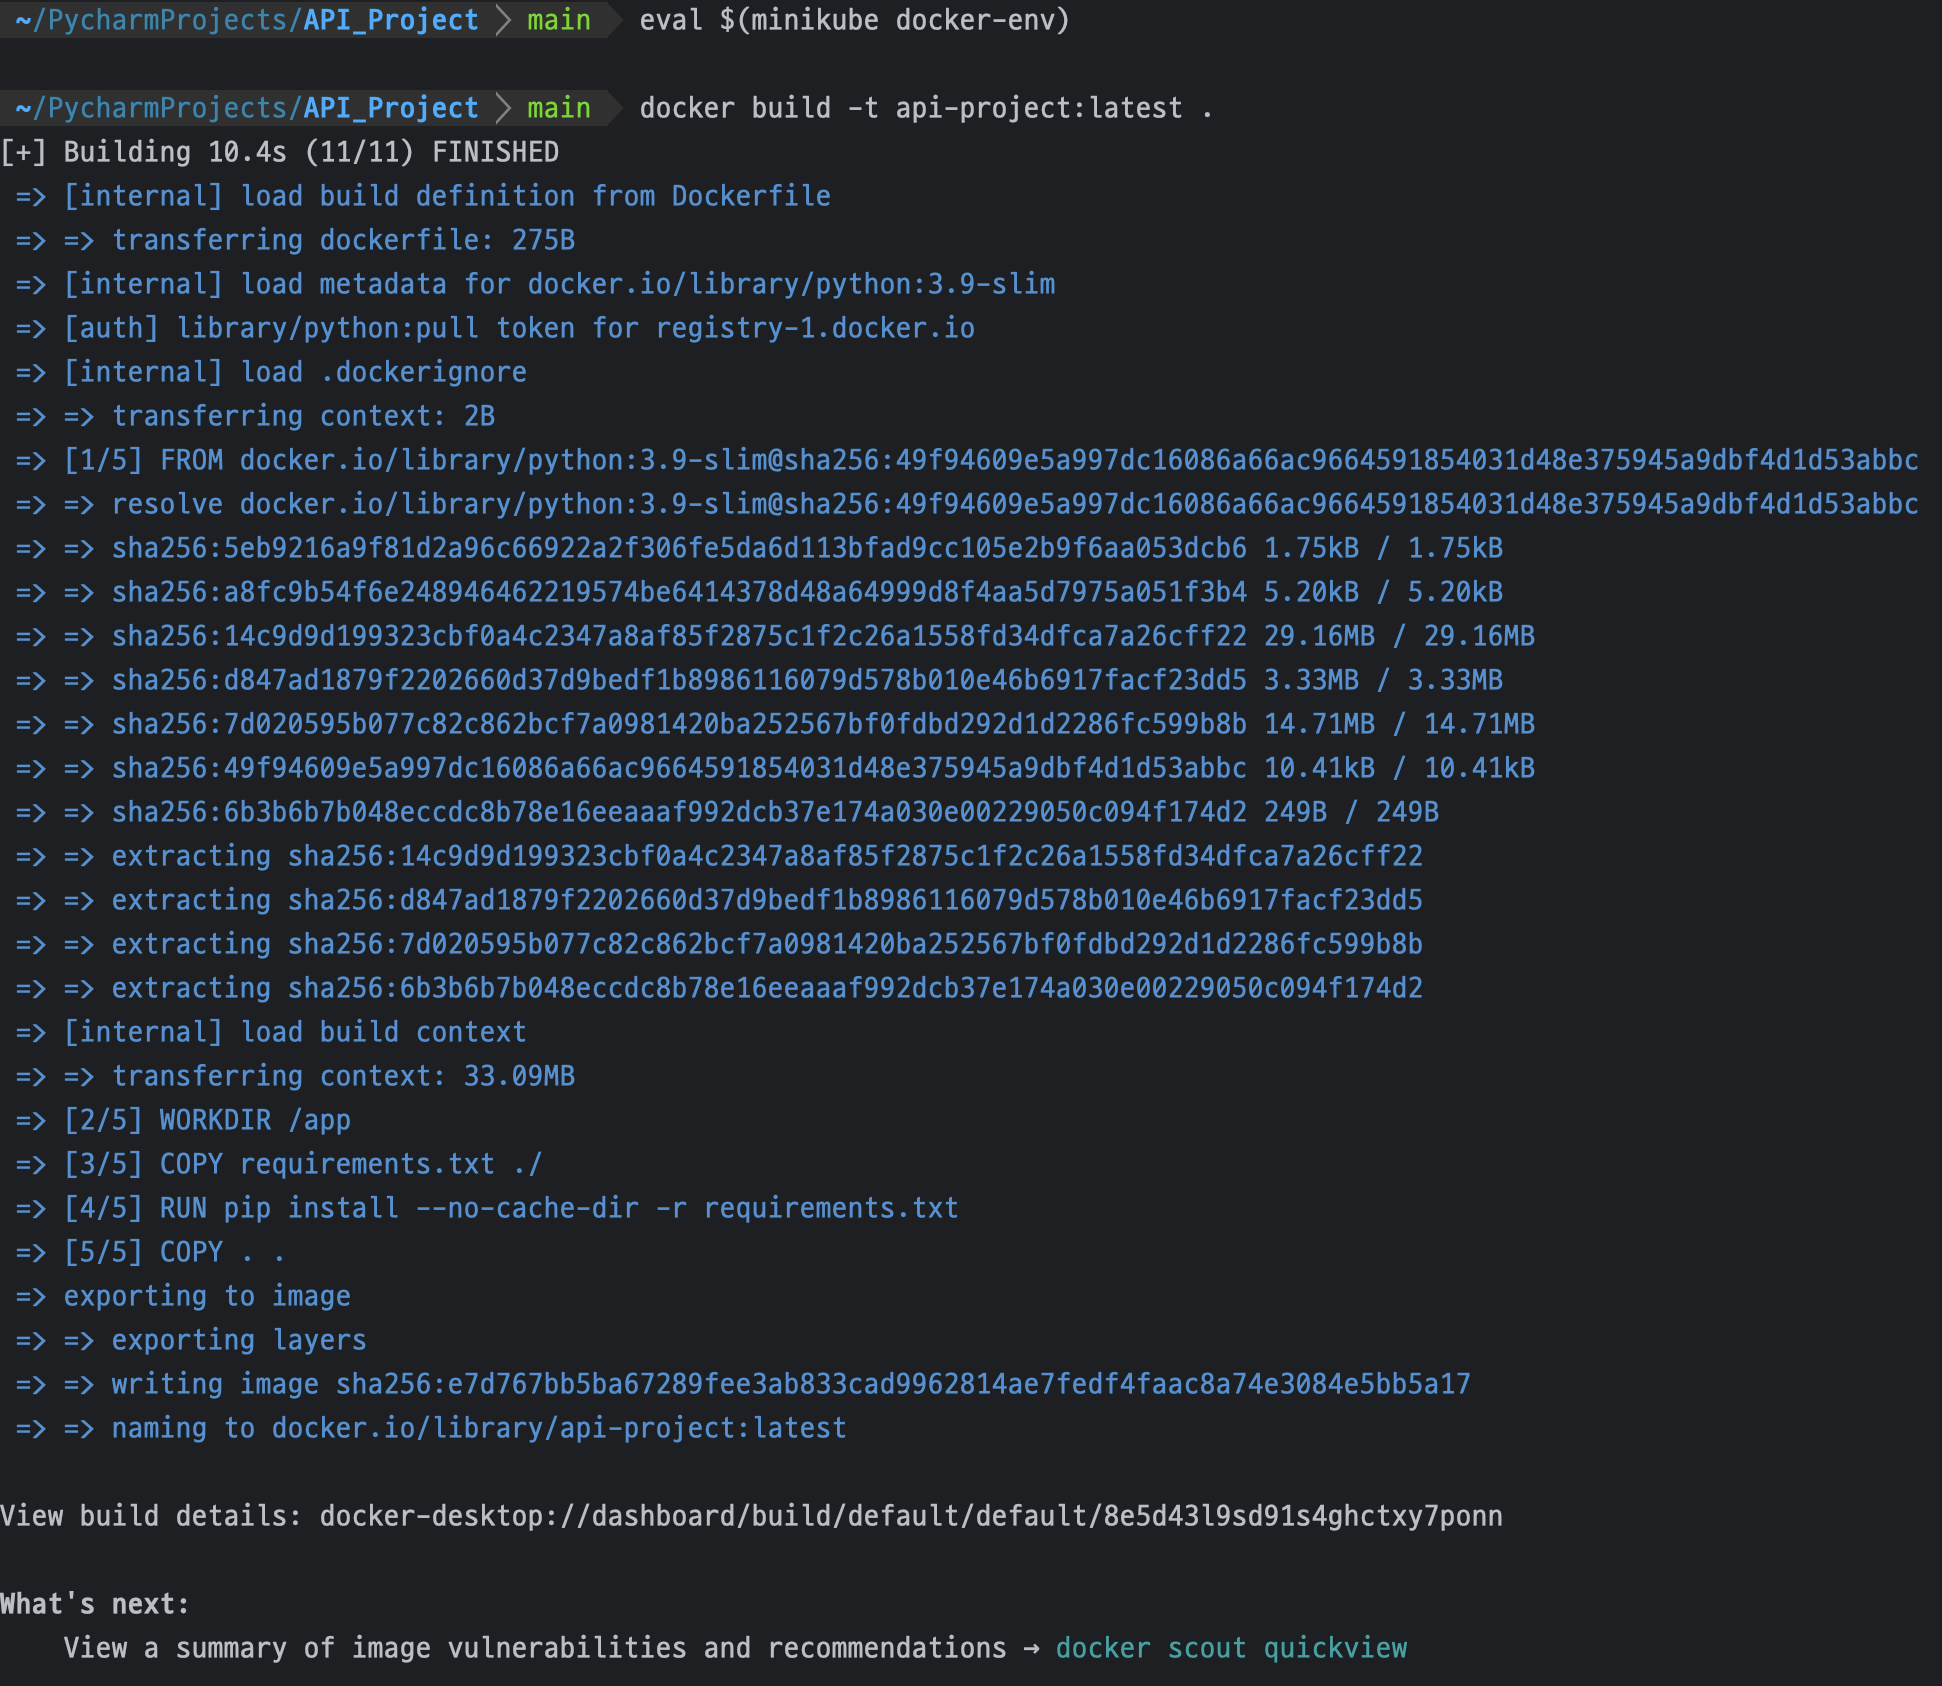 ~/PycharmProjects/API_Project main eval $(minikube docker-env)
~/PycharmProjects/API_Project main docker build -t api-project:latest .
[+] Building 10.4s (11/11) FINISHED
=> [internal] load build definition from Dockerfile
=> => transferring dockerfile: 275B
=> [internal] load metadata for docker.io/library/python:3.9-slim
=> [auth] library/python:pull token for registry-1.docker.io
=> [internal] load .dockerignore
=> => transferring context: 2B
=> [1/5] FROM docker.io/library/python:3.9-slim@sha256:49f94609e5a997dc16086a66ac9664591854031d48e375945a9dbf4d1d53abbc
=> => resolve docker.io/library/python:3.9-slim@sha256:49f94609e5a997dc16086a66ac9664591854031d48e375945a9dbf4d1d53abbc
=> => sha256:5eb9216a9f81d2a96c66922a2f306fe5da6d113bfad9cc105e2b9f6aa053dcb6 1.75kB / 1.75kB
=> => sha256:a8fc9b54f6e248946462219574be6414378d48a64999d8f4aa5d7975a051f3b4 5.20kB / 5.20kB
=> => sha256:14c9d9d199323cbf0a4c2347a8af85f2875c1f2c26a1558fd34dfca7a26cff22 29.16MB / 29.16MB
=> => sha256:d847ad1879f2202660d37d9bedf1b8986116079d578b010e46b6917facf23dd5 3.33MB / 3.33MB
=> => sha256:7d020595b077c82c862bcf7a0981420ba252567bf0fdbd292d1d2286fc599b8b 14.71MB / 14.71MB
=> => sha256:49f94609e5a997dc16086a66ac9664591854031d48e375945a9dbf4d1d53abbc 10.41kB / 10.41kB
=> => sha256:6b3b6b7b048eccdc8b78e16eeaaaf992dcb37e174a030e00229050c094f174d2 249B / 249B
=> => extracting sha256:14c9d9d199323cbf0a4c2347a8af85f2875c1f2c26a1558fd34dfca7a26cff22
=> => extracting sha256:d847ad1879f2202660d37d9bedf1b8986116079d578b010e46b6917facf23dd5
=> => extracting sha256:7d020595b077c82c862bcf7a0981420ba252567bf0fdbd292d1d2286fc599b8b
=> => extracting sha256:6b3b6b7b048eccdc8b78e16eeaaaf992dcb37e174a030e00229050c094f174d2
=> [internal] load build context
=> => transferring context: 33.09MB
=> [2/5] WORKDIR /app
=> [3/5] COPY requirements.txt ./
=> [4/5] RUN pip install --no-cache-dir -r requirements.txt
=> [5/5] COPY . .
=> exporting to image
=> => exporting layers
=> => writing image sha256:e7d767bb5ba67289fee3ab833cad9962814ae7fedf4faac8a74e3084e5bb5a17
=> => naming to docker.io/library/api-project:latest
View build details: docker-desktop://dashboard/build/default/default/8e5d43l9sd91s4ghctxy7ponn
What's next:
View a summary of image vulnerabilities and recommendations → docker scout quickview